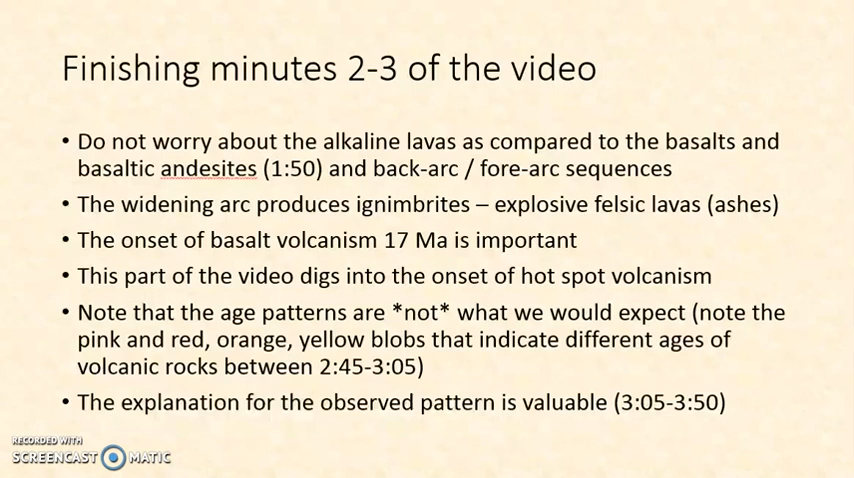 Finishing minutes 2-3 of the video
• Do not worry about the alkaline lavas as compared to the basalts and
basaltic andesites (1:50) and back-arc / fore-arc sequences
• The widening arc produces ignimbrites – explosive felsic lavas (ashes)
• The onset of basalt volcanism 17 Ma is important
• This part of the video digs into the onset of hot spot volcanism
• Note that the age patterns are *not* what we would expect (note the
pink and red, orange, yellow blobs that indicate different ages of
volcanic rocks between 2:45-3:05)
• The explanation for the observed pattern is valuable (3:05-3:50)
RECORDED WITH
SCREENCAST MATIC